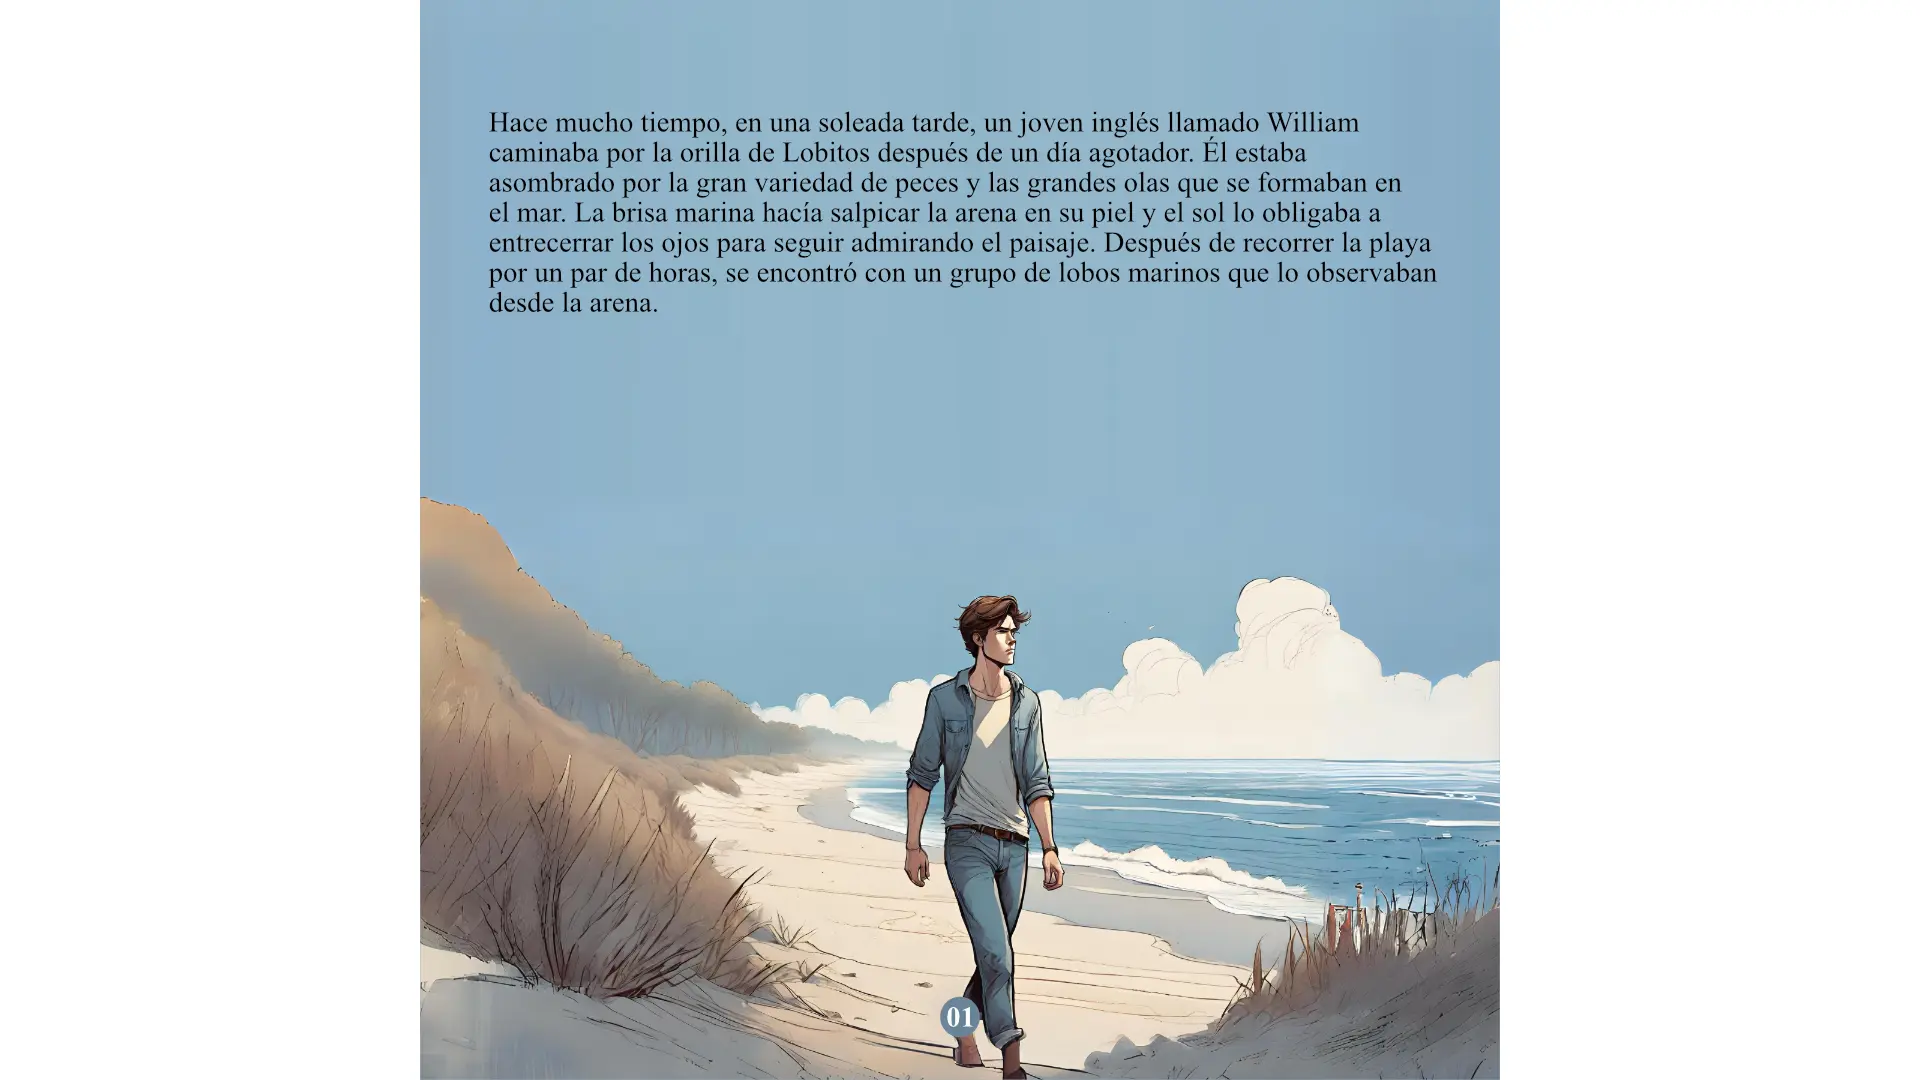 Hace mucho tiempo, en una soleada tarde, un joven inglés llamado William
caminaba por la orilla de Lobitos después de un día agotador. Él estaba
asombrado por la gran variedad de peces y las grandes olas que se formaban en
el mar. La brisa marina hacía salpicar la arena en su piel y el sol lo obligaba a
entrecerrar los ojos para seguir admirando el paisaje. Después de recorrer la playa
por un par de horas, se encontró con un grupo de lobos marinos que lo observaban
desde la arena.
01